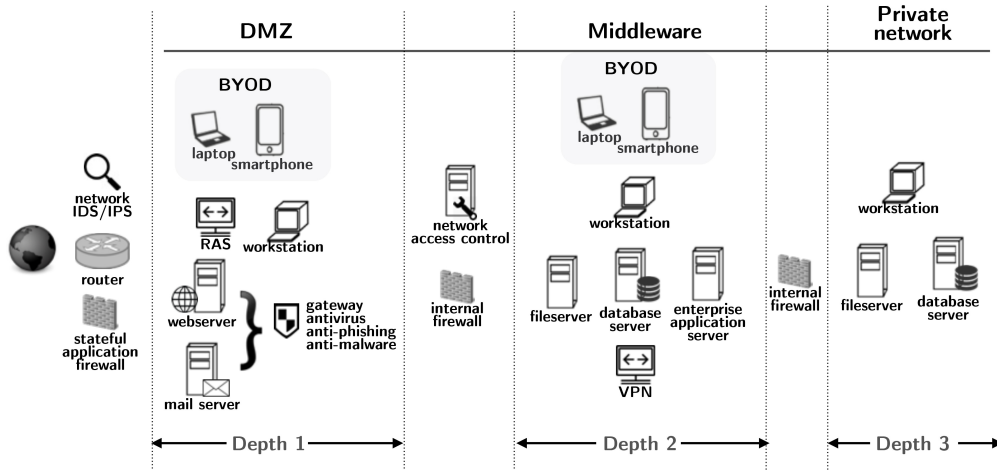 DMZ
Middleware
Private
network
BYOD
laptop
smartphone
BYOD
laptop
smartphone
network
IDS/IPS
router
stateful
application
firewall
RAS
workstation
webserver
mail server
gateway
antivirus
anti-phishing
anti-malware
network
access control
internal
firewall
workstation
fileserver
database
server
enterprise
application
server
VPN
internal
firewall
workstation
fileserver
database
server
Depth 1
Depth 2
Depth 3